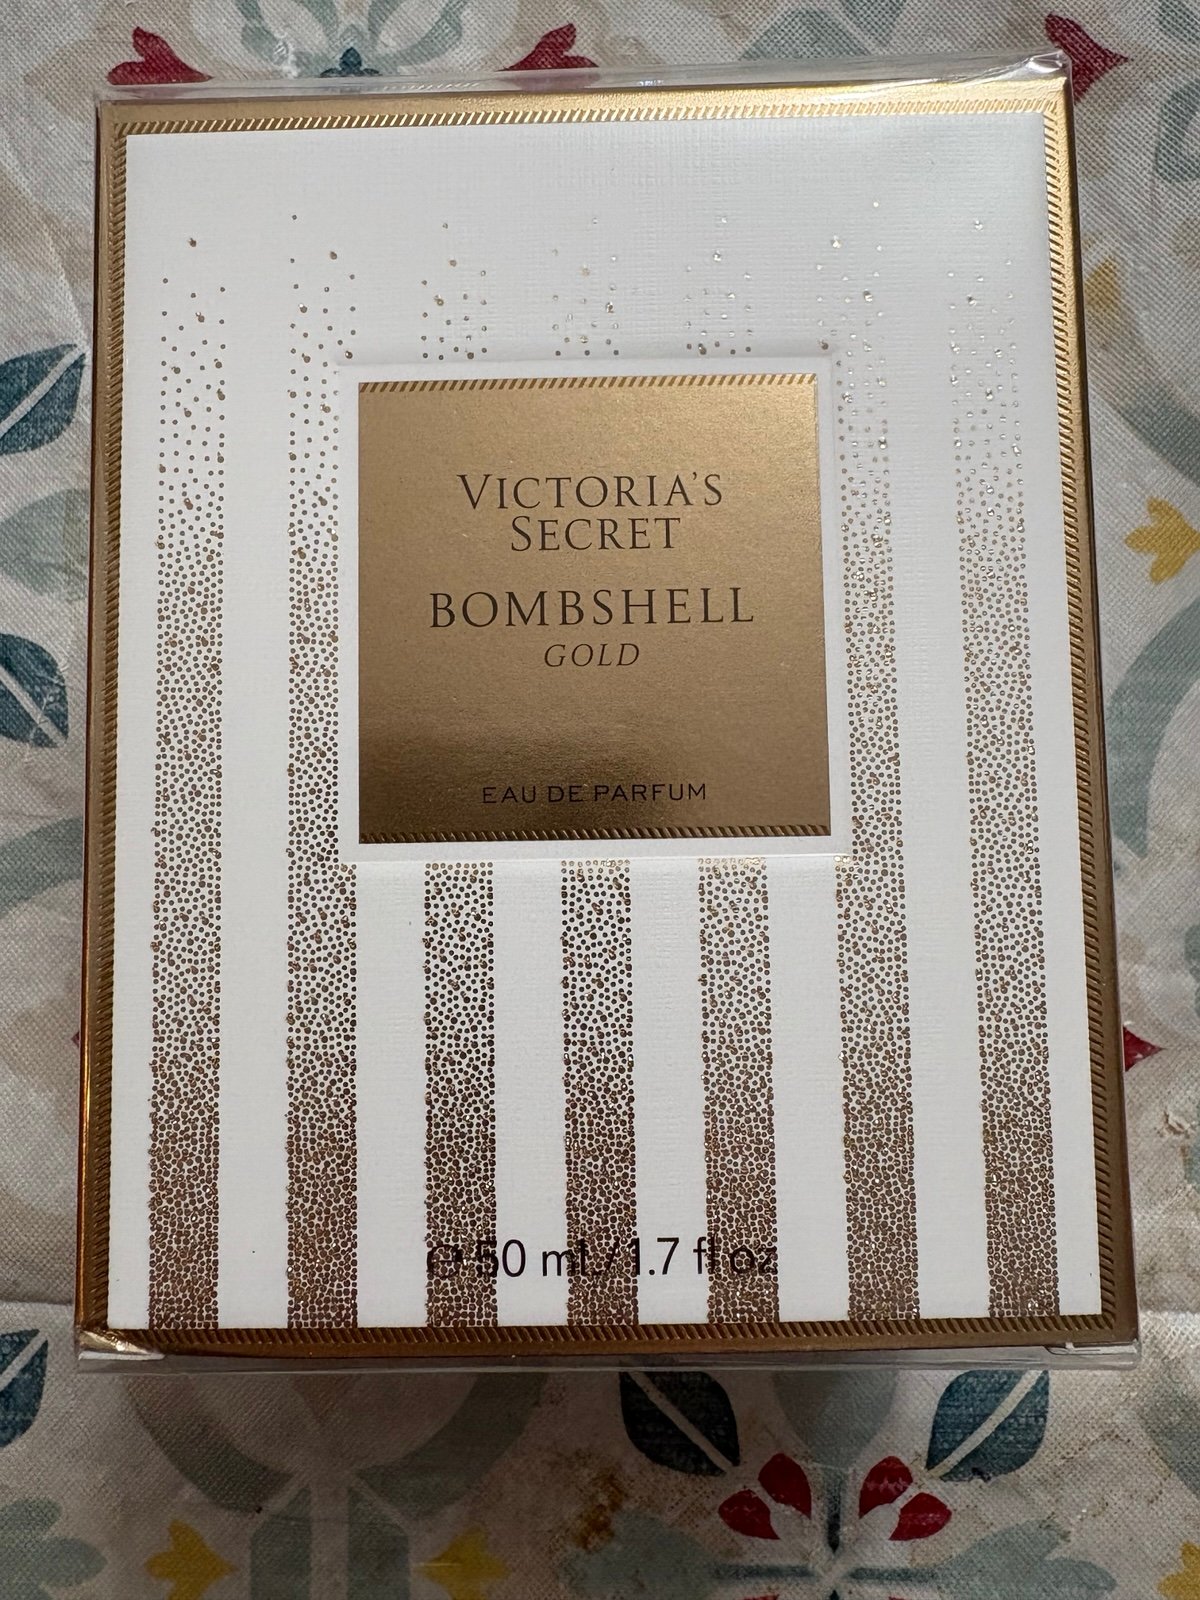 VICTORIA'S
SECRET
BOMBSHELL
GOLD
EAU DE PARFUM
℮ 50 mL / 1.7 fl oz